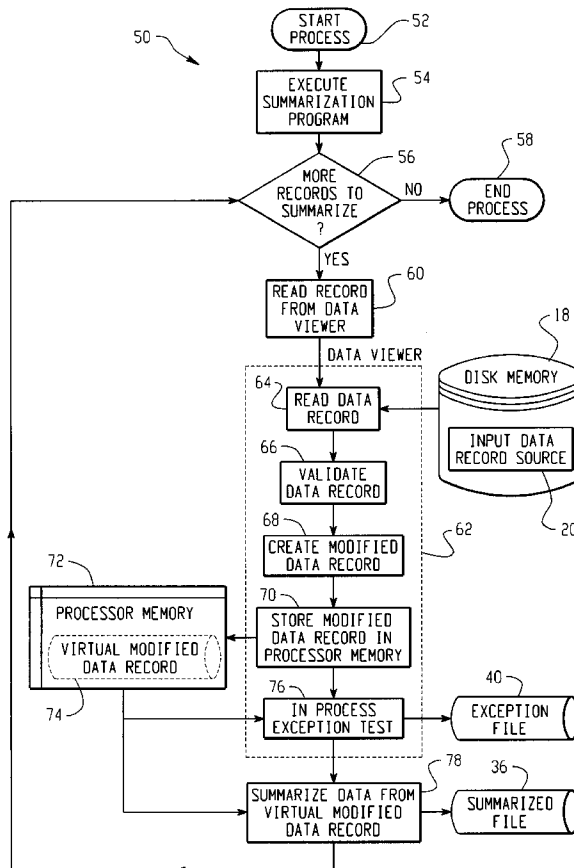 50
START
PROCESS
52
EXECUTE
SUMMARIZATION
PROGRAM
54
MORE
RECORDS TO
SUMMARIZE
?
56
NO
END
PROCESS
58
YES
READ RECORD
FROM DATA
VIEWER
60
DATA VIEWER
64
READ DATA
RECORD
18
DISK MEMORY
INPUT DATA
RECORD SOURCE
20
66
VALIDATE
DATA RECORD
68
CREATE MODIFIED
DATA RECORD
62
72
PROCESSOR MEMORY
VIRTUAL MODIFIED
DATA RECORD
74
70
STORE MODIFIED
DATA RECORD IN
PROCESSOR MEMORY
76
IN PROCESS
EXCEPTION TEST
40
EXCEPTION
FILE
78
SUMMARIZE DATA FROM
VIRTUAL MODIFIED
DATA RECORD
36
SUMMARIZED
FILE